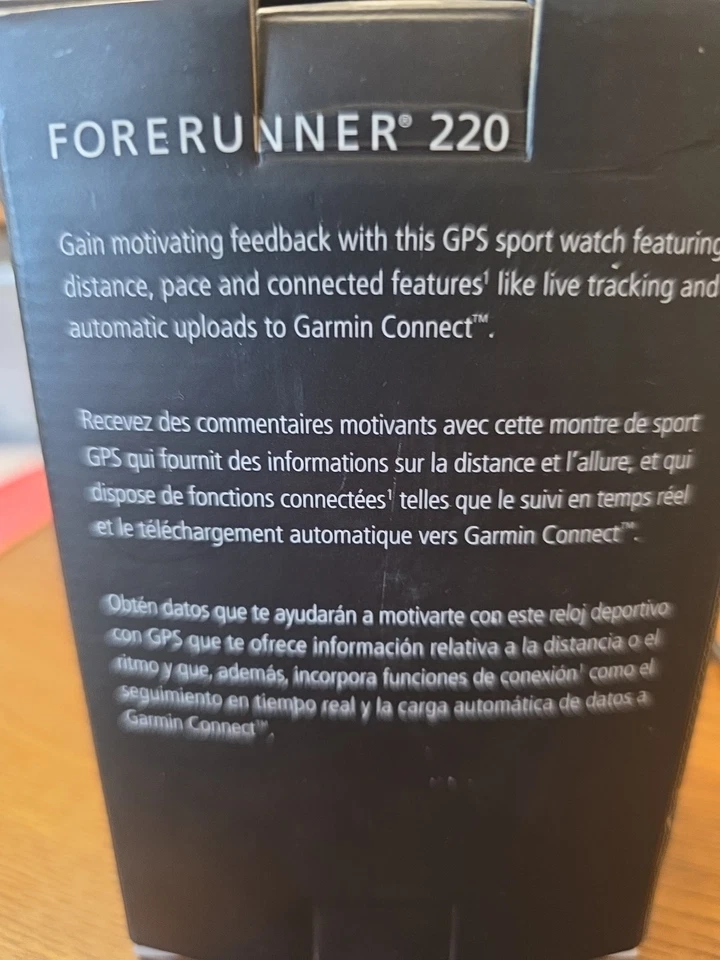 FORERUNNER® 220
Gain motivating feedback with this GPS sport watch featuring
distance, pace and connected features¹ like live tracking and
automatic uploads to Garmin Connect™.
Recevez des commentaires motivants avec cette montre de sport
GPS qui fournit des informations sur la distance et l'allure, et qui
dispose de fonctions connectées¹ telles que le suivi en temps réel
et le téléchargement automatique vers Garmin Connect™.
Obtén datos que te ayudarán a motivarte con este reloj deportivo
con GPS que te ofrece información relativa a la distancia o el
ritmo y que, además, incorpora funciones de conexión¹ como el
seguimiento en tiempo real y la carga automática de datos a
Garmin Connect™.